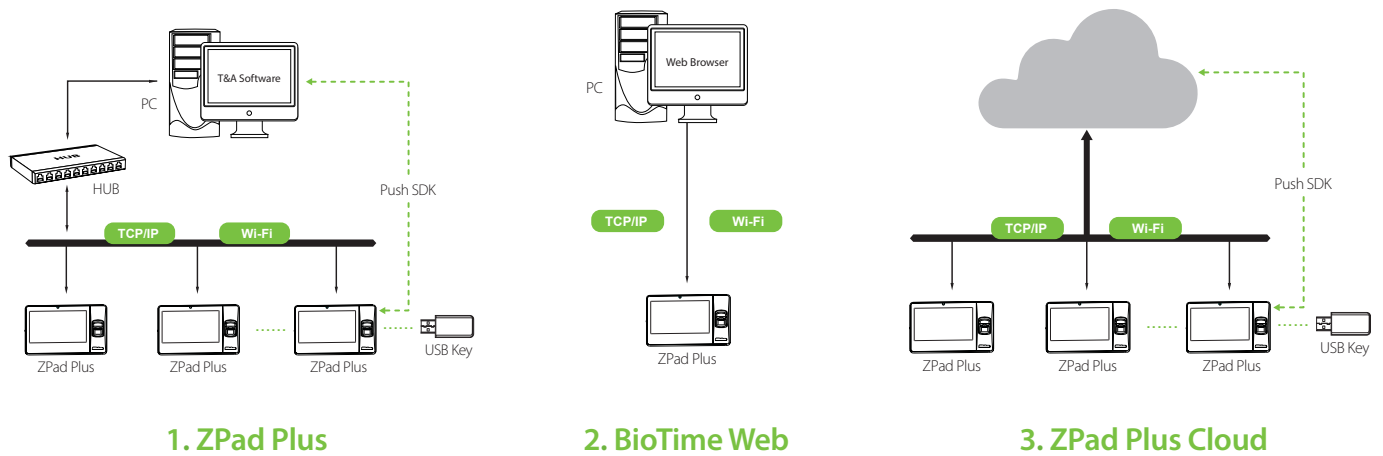 T&A Software
PC
HUB
HUB
Push SDK
TCP/IP
Wi-Fi
ZPad Plus
ZPad Plus
ZPad Plus
USB Key
1. ZPad Plus
Web Browser
PC
TCP/IP
Wi-Fi
ZPad Plus
2. BioTime Web
Push SDK
TCP/IP
Wi-Fi
ZPad Plus
ZPad Plus
ZPad Plus
USB Key
3. ZPad Plus Cloud